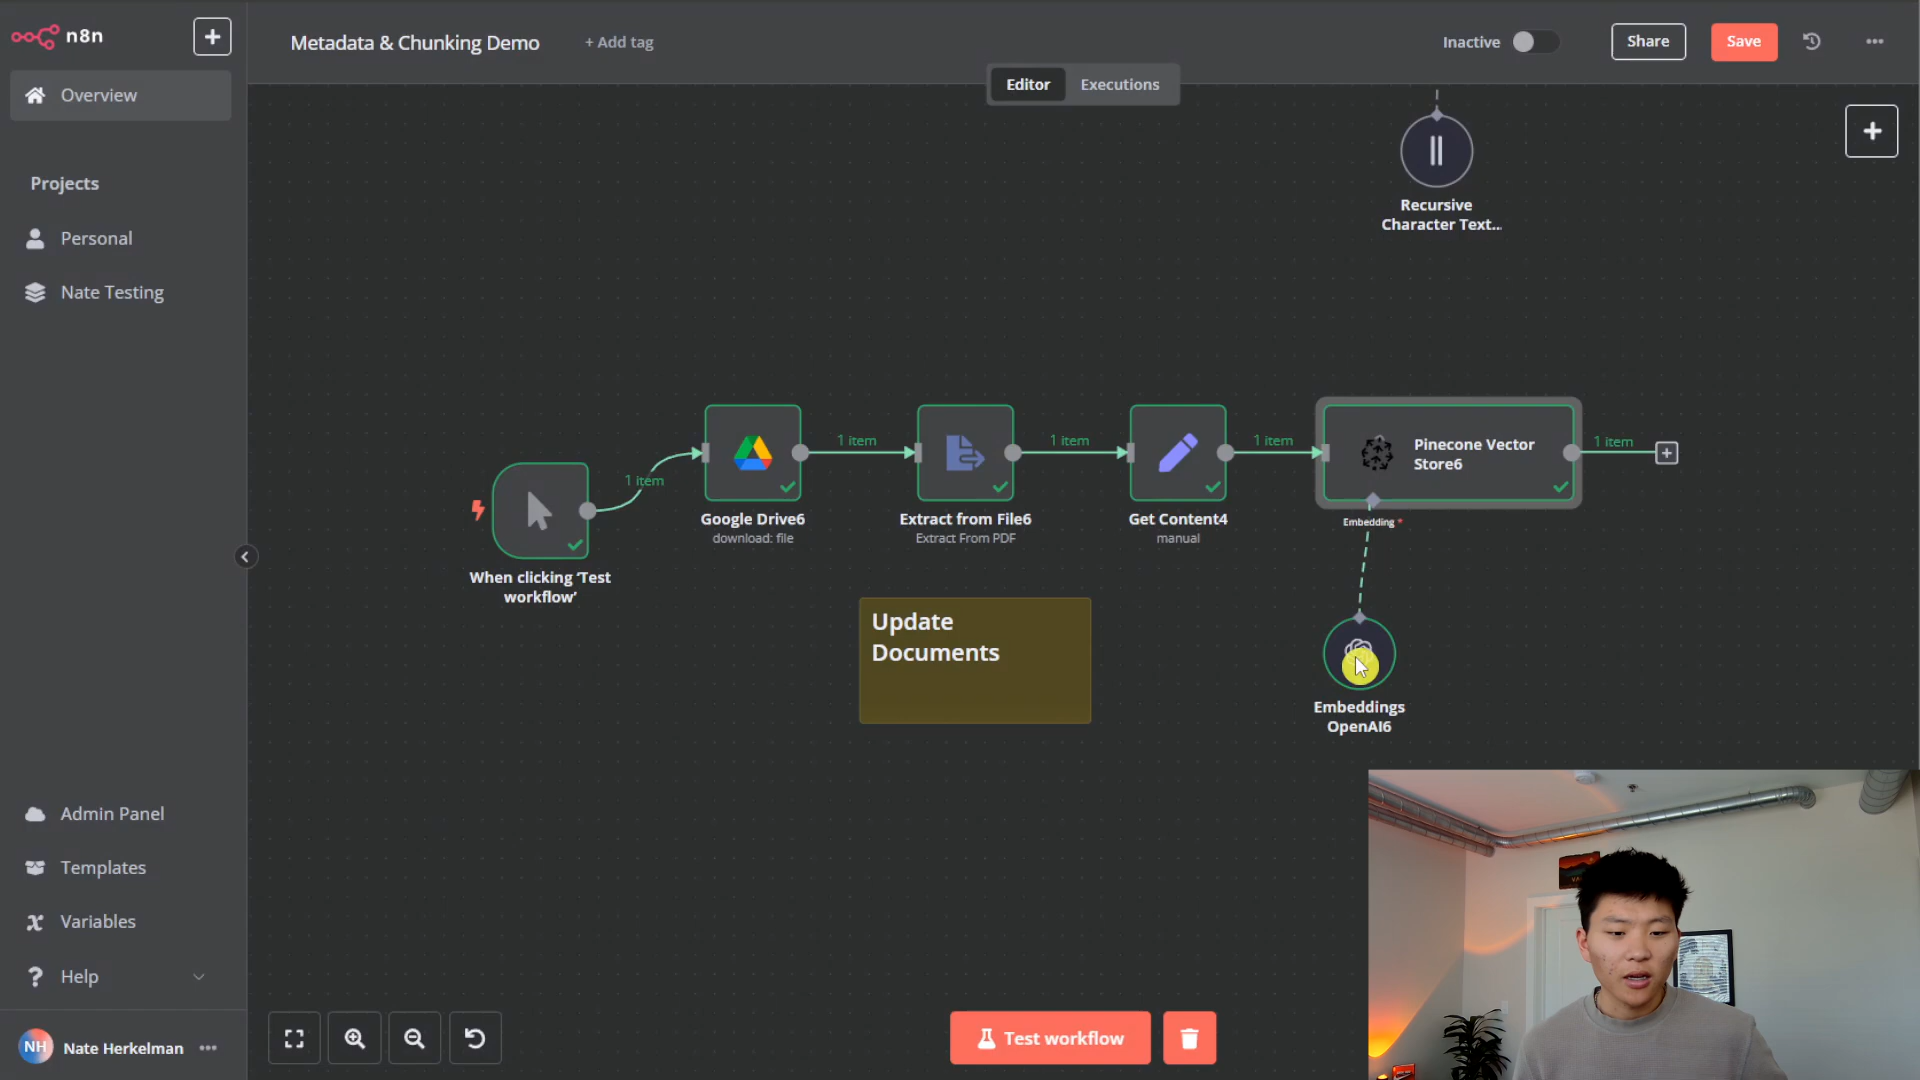 n8n
Metadata & Chunking Demo
+ Add tag
Inactive
Share
Save
Editor
Executions
Overview
Projects
Personal
Nate Testing
Recursive
Character Text...
1 item
1 item
1 item
1 item
1 item
Pinecone Vector
Store6
Embedding *
Google Drive6
download: file
Extract from File6
Extract From PDF
Get Content4
manual
When clicking ‘Test
workflow’
Update
Documents
Embeddings
OpenAI6
Admin Panel
Templates
Variables
Help
NH
Nate Herkelman
Test workflow